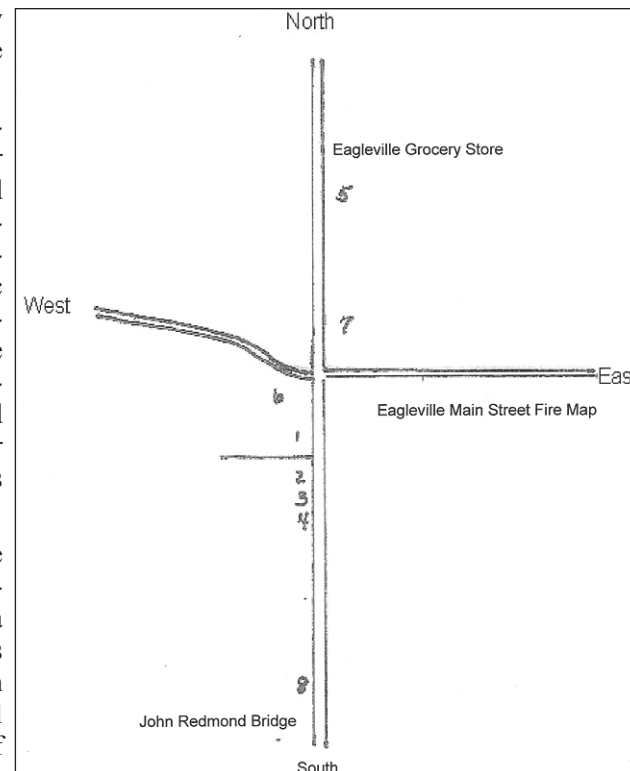 North
Eagleville Grocery Store
5
West
7
Eas
6
Eagleville Main Street Fire Map
1
2
3
4
8
John Redmond Bridge
South